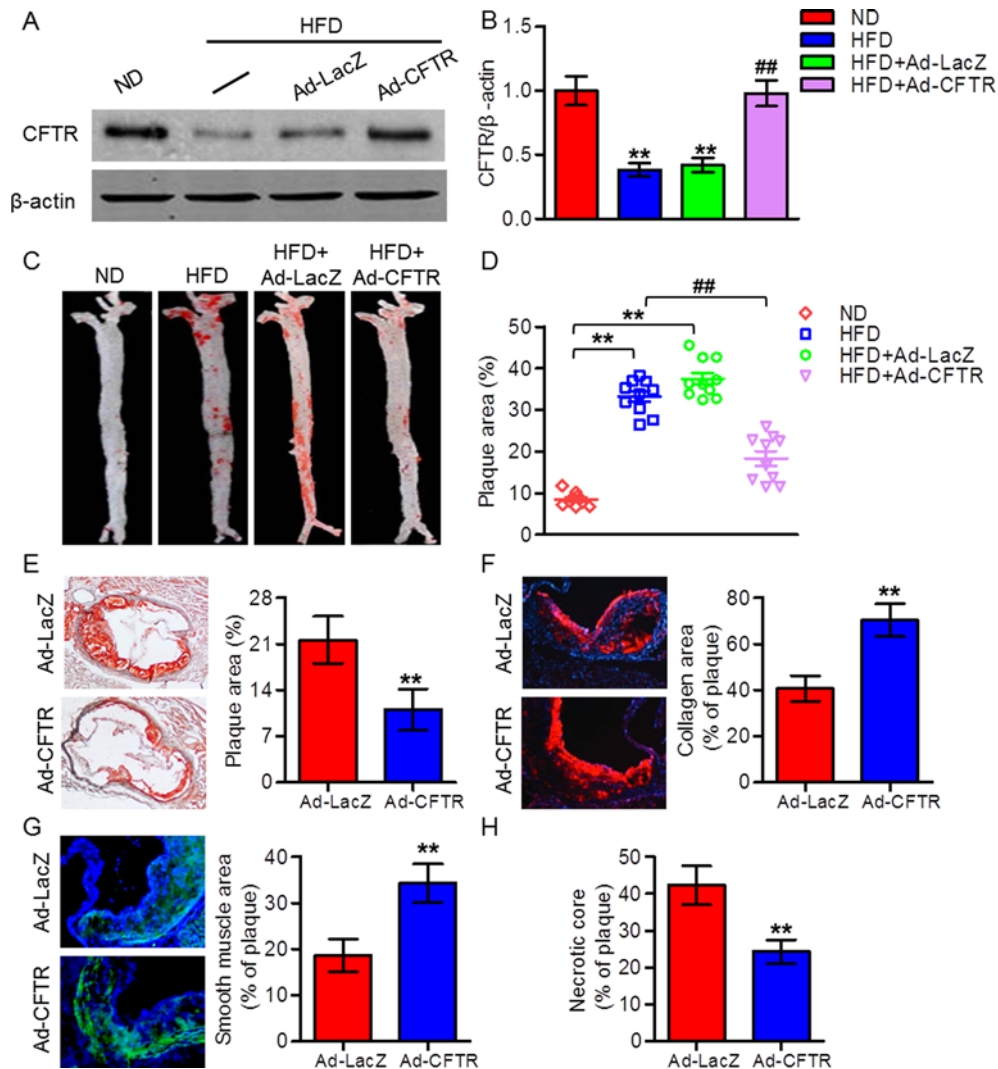 A
HFD
ND
Ad-LacZ
Ad-CFTR
CFTR
β-actin
B
1.5
1.0
0.5
0.0
CFTR/β -actin
**
**
##
ND
HFD
HFD+Ad-LacZ
HFD+Ad-CFTR
C
ND
HFD
HFD+
Ad-LacZ
HFD+
Ad-CFTR
D
50
40
30
20
10
0
Plaque area (%)
**
**
##
ND
HFD
HFD+Ad-LacZ
HFD+Ad-CFTR
E
Ad-LacZ
Ad-CFTR
28
21
14
7
0
Plaque area (%)
**
Ad-LacZ
Ad-CFTR
F
Ad-LacZ
Ad-CFTR
80
60
40
20
0
Collagen area
(% of plaque)
**
Ad-LacZ
Ad-CFTR
G
Ad-LacZ
Ad-CFTR
40
30
20
10
0
Smooth muscle area
(% of plaque)
**
Ad-LacZ
Ad-CFTR
H
50
40
30
20
10
0
Necrotic core
(% of plaque)
**
Ad-LacZ
Ad-CFTR